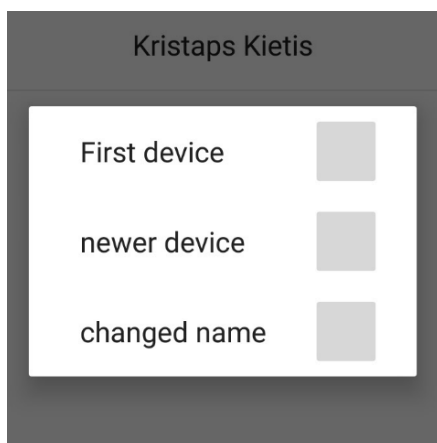 Kristaps Kietis
First device
newer device
changed name